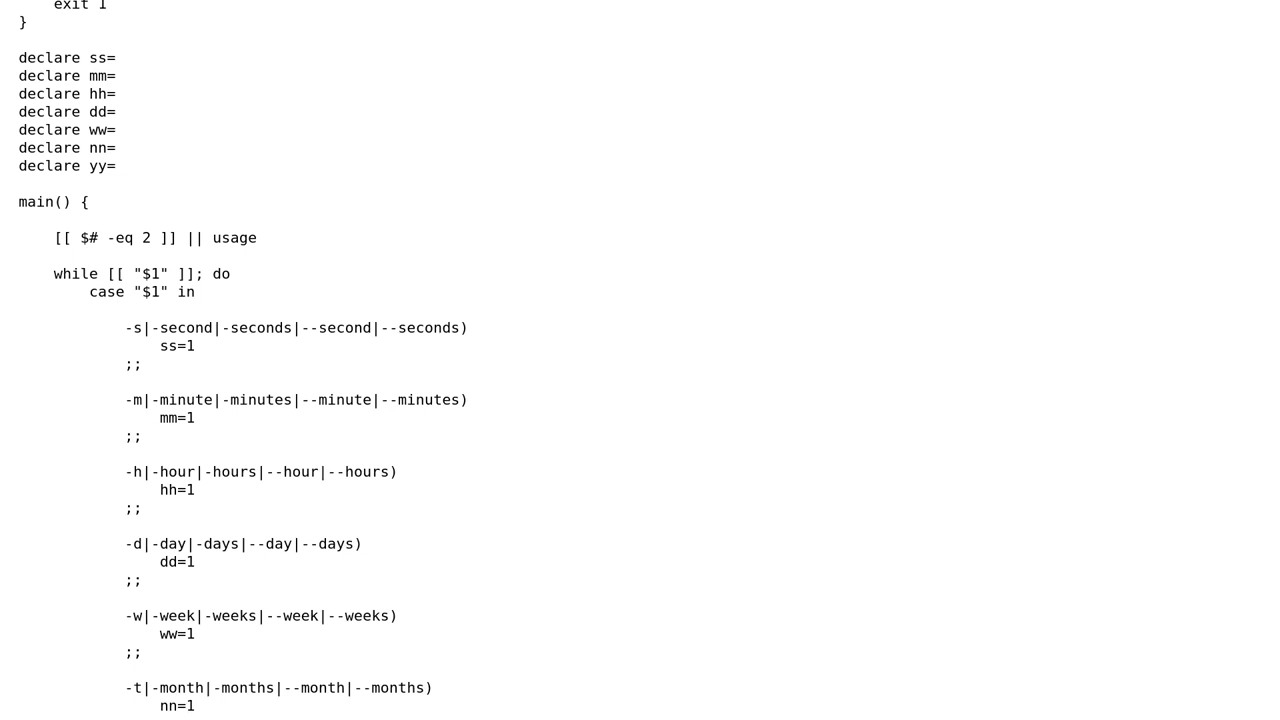 exit 1
}

declare ss=
declare mm=
declare hh=
declare dd=
declare ww=
declare nn=
declare yy=

main() {

    [[ $# -eq 2 ]] || usage

    while [[ "$1" ]]; do
        case "$1" in

            -s|-second|-seconds|--second|--seconds)
                ss=1
            ;;

            -m|-minute|-minutes|--minute|--minutes)
                mm=1
            ;;

            -h|-hour|-hours|--hour|--hours)
                hh=1
            ;;

            -d|-day|-days|--day|--days)
                dd=1
            ;;

            -w|-week|-weeks|--week|--weeks)
                ww=1
            ;;

            -t|-month|-months|--month|--months)
                nn=1